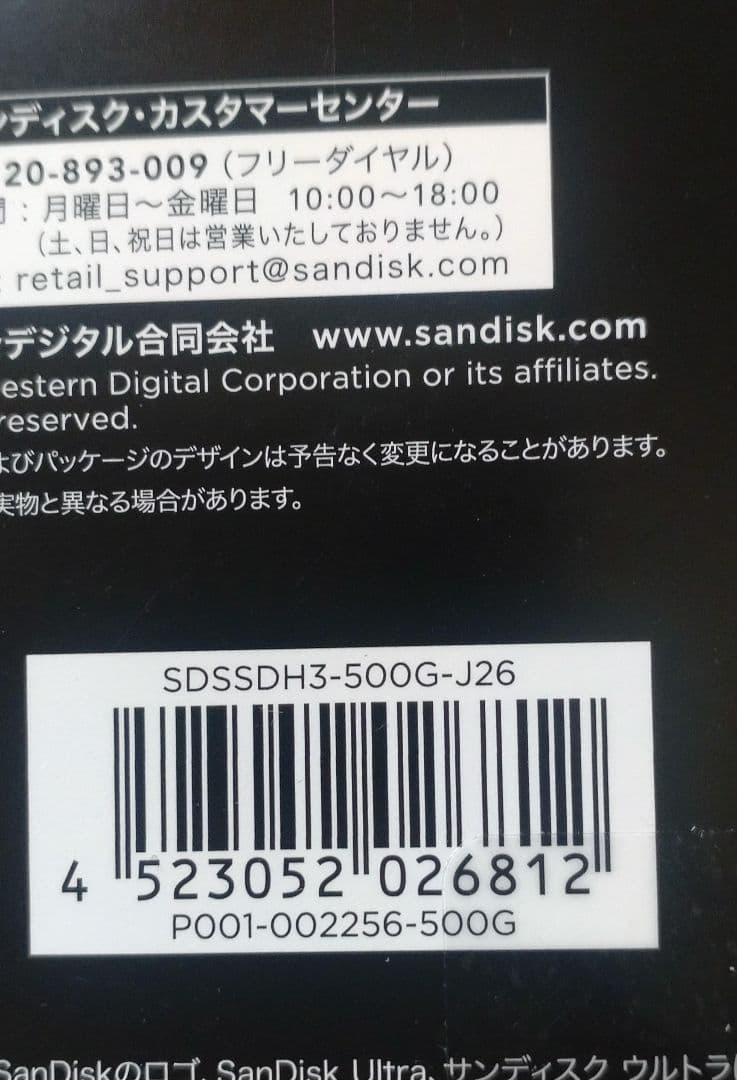 ディスク・カスタマーセンター
20-893-009（フリーダイヤル）
：月曜日～金曜日　10:00～18:00
（土、日、祝日は営業いたしておりません。）
retail_support@sandisk.com
デジタル合同会社　www.sandisk.com
estern Digital Corporation or its affiliates.
reserved.
よびパッケージのデザインは予告なく変更になることがあります。
実物と異なる場合があります。
SDSSDH3-500G-J26
4 523052 026812
P001-002256-500G
SanDiskのロゴ, SanDisk Ultra, サンディスク ウルトラ